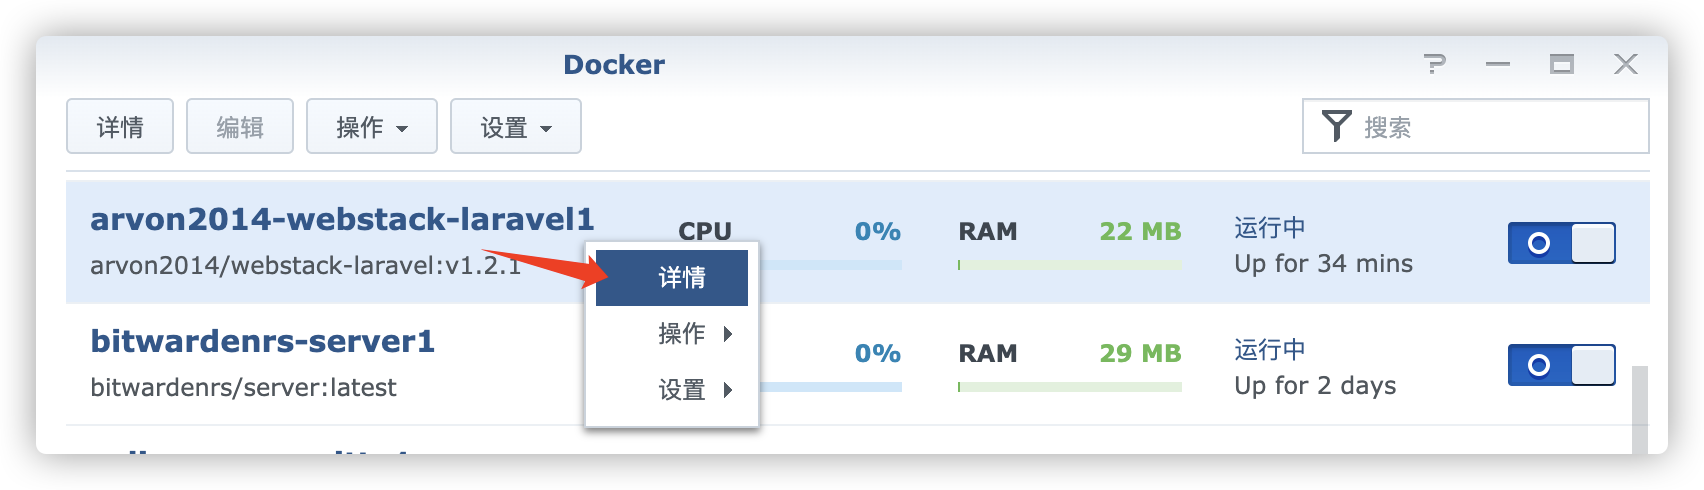 Docker
详情 编辑 操作 设置 搜索
arvon2014-webstack-laravel1 CPU 0% RAM 22 MB 运行中
arvon2014/webstack-laravel:v1.2.1 Up for 34 mins
详情
操作
设置
bitwardenrs-server1 0% RAM 29 MB 运行中
bitwardenrs/server:latest Up for 2 days